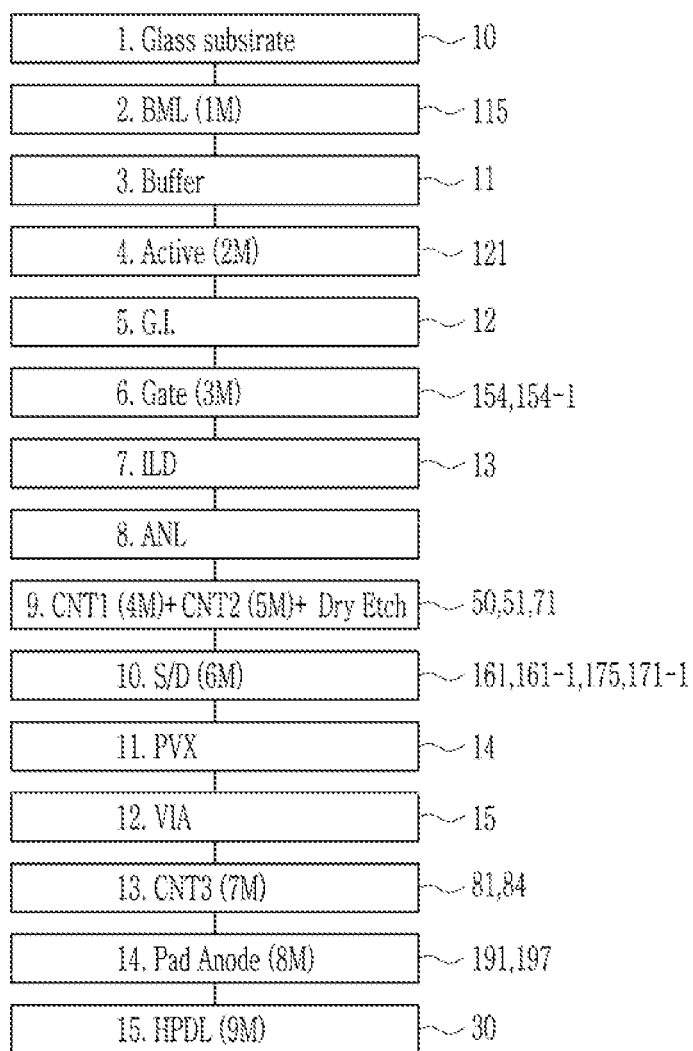 1. Glass substrate 10
2. BML (1M) 115
3. Buffer 11
4. Active (2M) 121
5. G.I. 12
6. Gate (3M) 154,154-1
7. ILD 13
8. ANL
9. CNT1 (4M)+ CNT2 (5M)+ Dry Etch 50,51,71
10. S/D (6M) 161,161-1,175,171-1
11. PVX 14
12. VIA 15
13. CNT3 (7M) 81,84
14. Pad Anode (8M) 191,197
15. HPDL (9M) 30